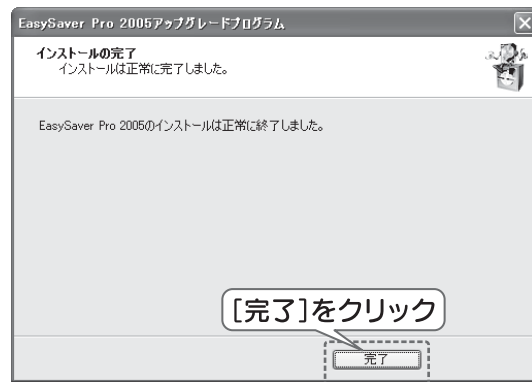 EasySaver Pro 2005アップグレードプログラム
インストールの完了
インストールは正常に完了しました。
EasySaver Pro 2005のインストールは正常に終了しました。
[完了]をクリック
完了